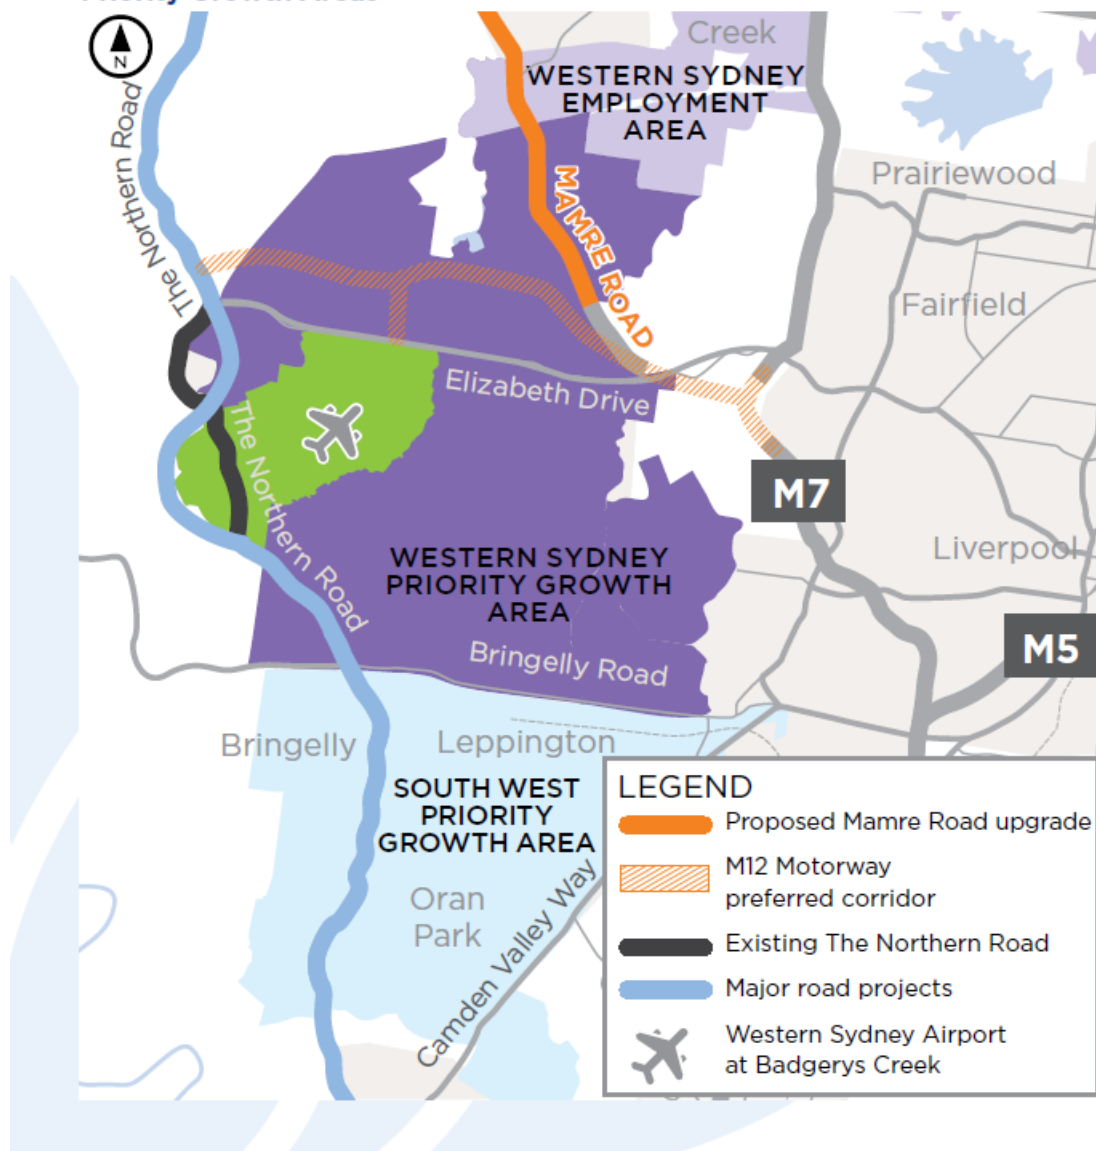 Priority Growth Areas
N
Creek
WESTERN SYDNEY
EMPLOYMENT
AREA
The Northern Road
MAMRE ROAD
Prairiewood
Fairfield
Elizabeth Drive
The Northern Road
M7
Liverpool
WESTERN SYDNEY
PRIORITY GROWTH
AREA
Bringelly Road
M5
Bringelly
Leppington
SOUTH WEST
PRIORITY
GROWTH AREA
Oran
Park
Camden Valley Way
LEGEND
Proposed Mamre Road upgrade
M12 Motorway
preferred corridor
Existing The Northern Road
Major road projects
Western Sydney Airport
at Badgerys Creek